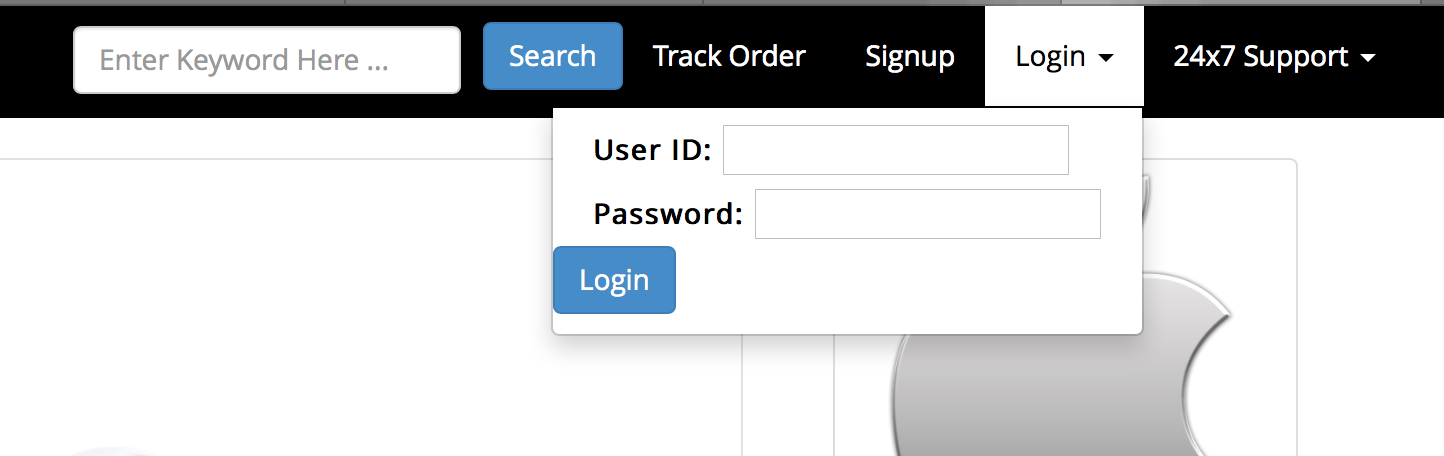 Enter Keyword Here ... Search Track Order Signup Login 24x7 Support
User ID:
Password:
Login